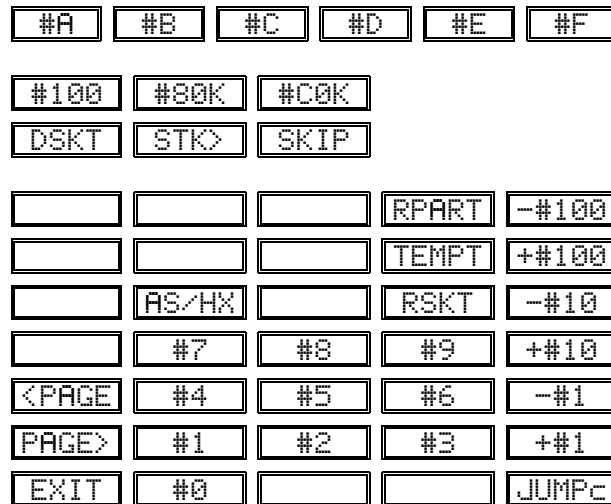 #A #B #C #D #E #F
#100 #80K #C0K
DSKT STK> SKIP
RPART -#100
TEMPT +#100
AS/HX RSKT -#10
#7 #8 #9 +#10
<PAGE #4 #5 #6 -#1
PAGE> #1 #2 #3 +#1
EXIT #0 JUMPc